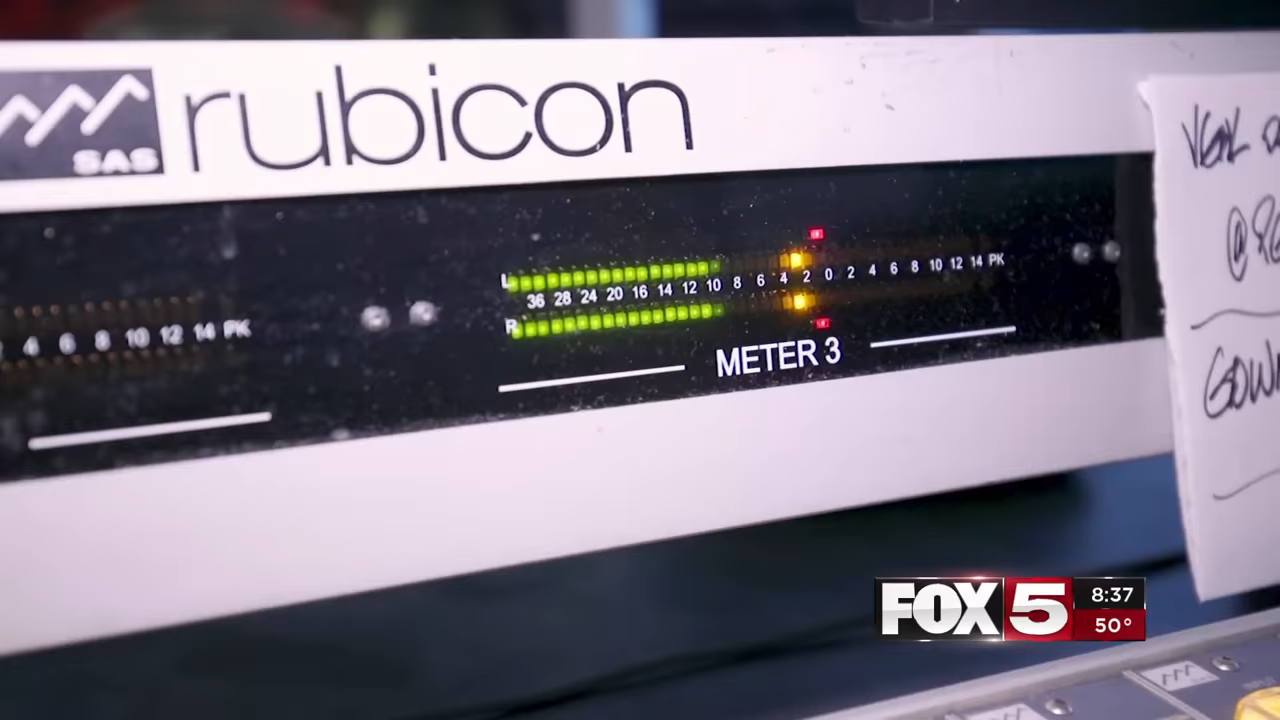 SAS
rubicon
L
36 28 24 20 16 14 12 10 8 6 4 2 0 2 4 6 8 10 12 14 PK
R
METER 3
4 6 8 10 12 14 PK
VGK
@
FOX 5
8:37
50°